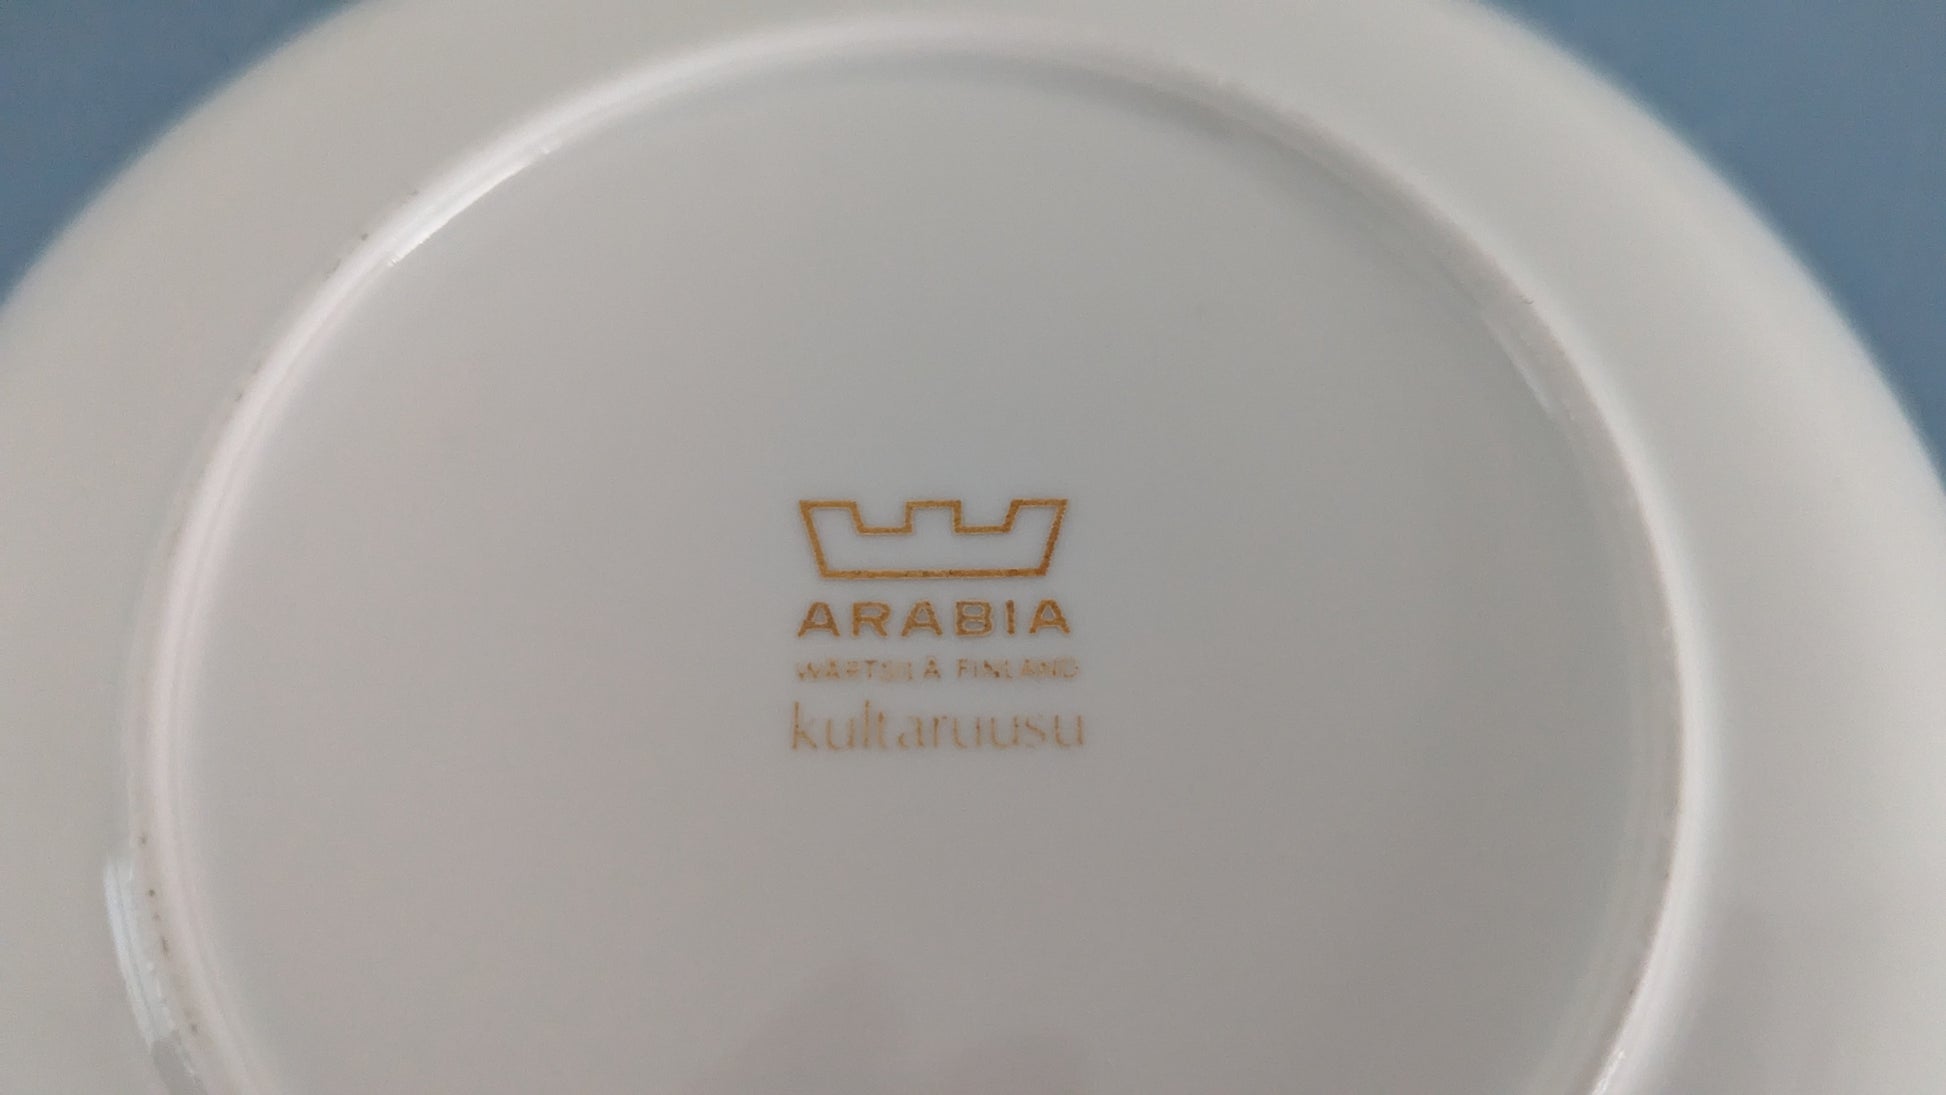 ARABIA
WÄRTSILÄ FINLAND
kultaruusu